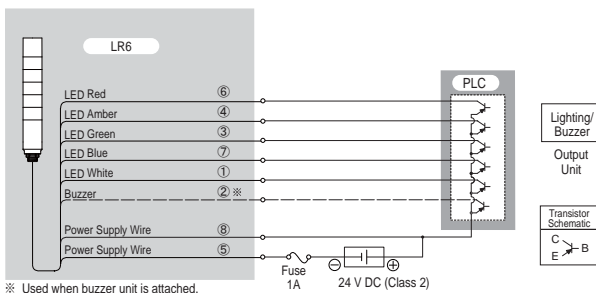 LR6
PLC
LED Red ⑥
LED Amber ④
LED Green ③
LED Blue ⑦
LED White ①
Buzzer ②※
Power Supply Wire ⑧
Power Supply Wire ⑤
Fuse
1A
⊖ ⊕
24 V DC (Class 2)
Lighting/
Buzzer
Output
Unit
Transistor
Schematic
C
B
E
※ Used when buzzer unit is attached.